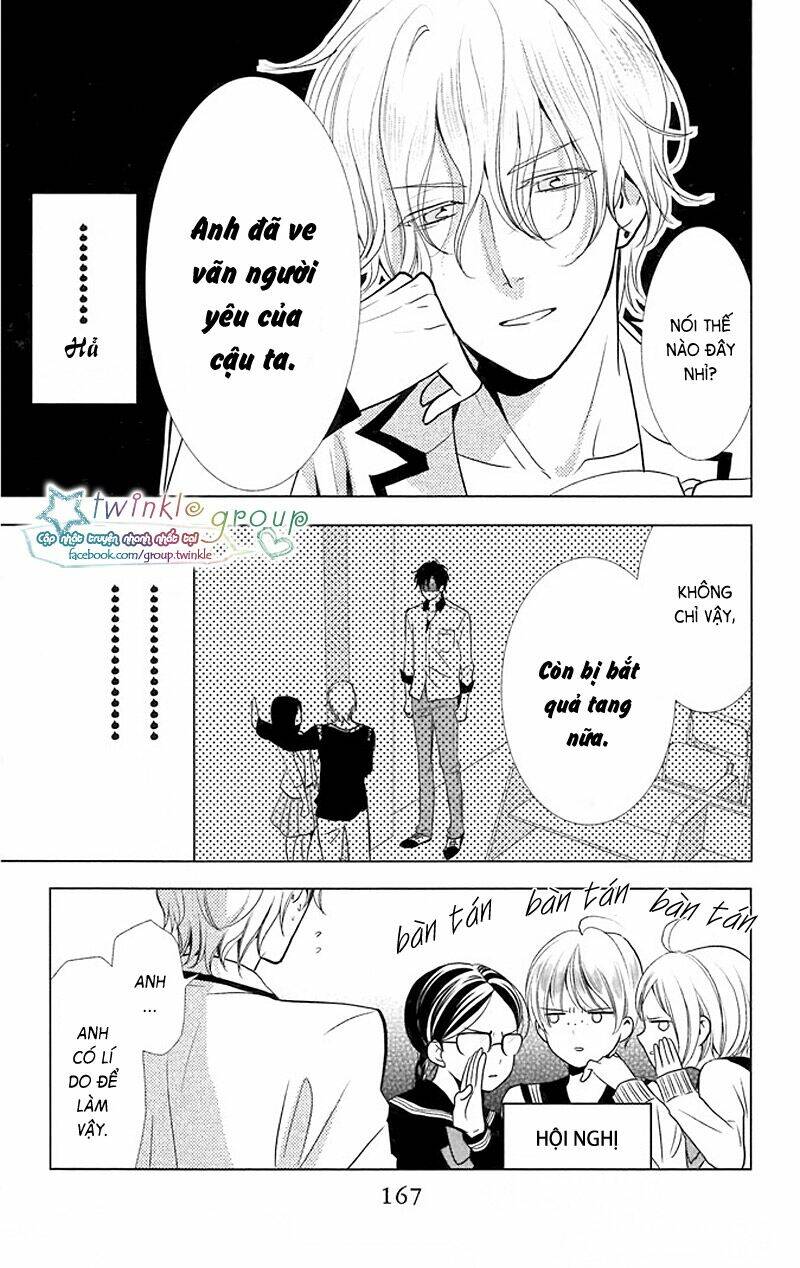 NÓI THẾ
NÀO ĐÂY
NHỈ?
Anh đã ve
vãn người
yêu của
cậu ta.
Hả
twinkle group
Cập nhật truyện nhanh nhất tại
facebook.com/group.twinkle
KHÔNG
CHỈ VẬY,
Còn bị bắt
quả tang
nữa.
bàn tán
bàn tán
bàn tán
HỘI NGHỊ
ANH
...
ANH
CÓ LÍ
DO ĐỂ
LÀM
VẬY.
167